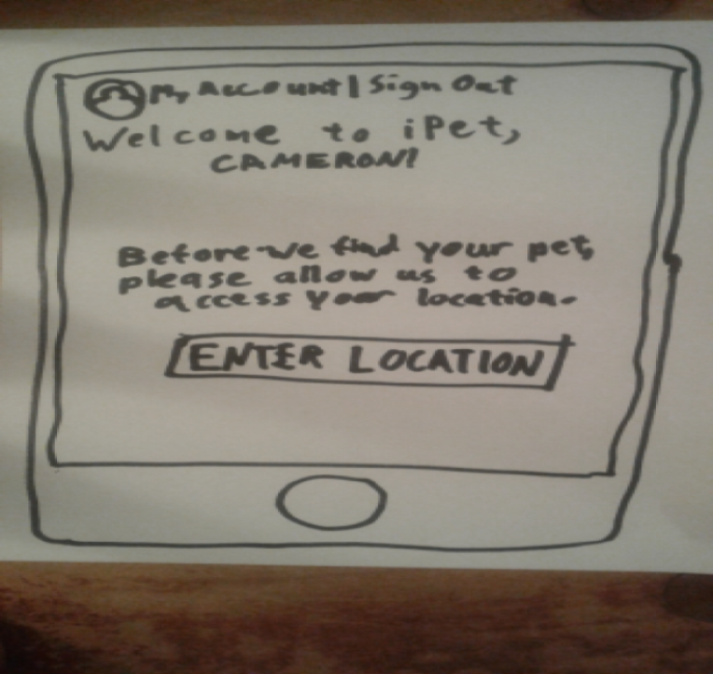 My Account | Sign Out
Welcome to iPet,
CAMERON!
Before we find your pet,
please allow us to
access your location.
ENTER LOCATION